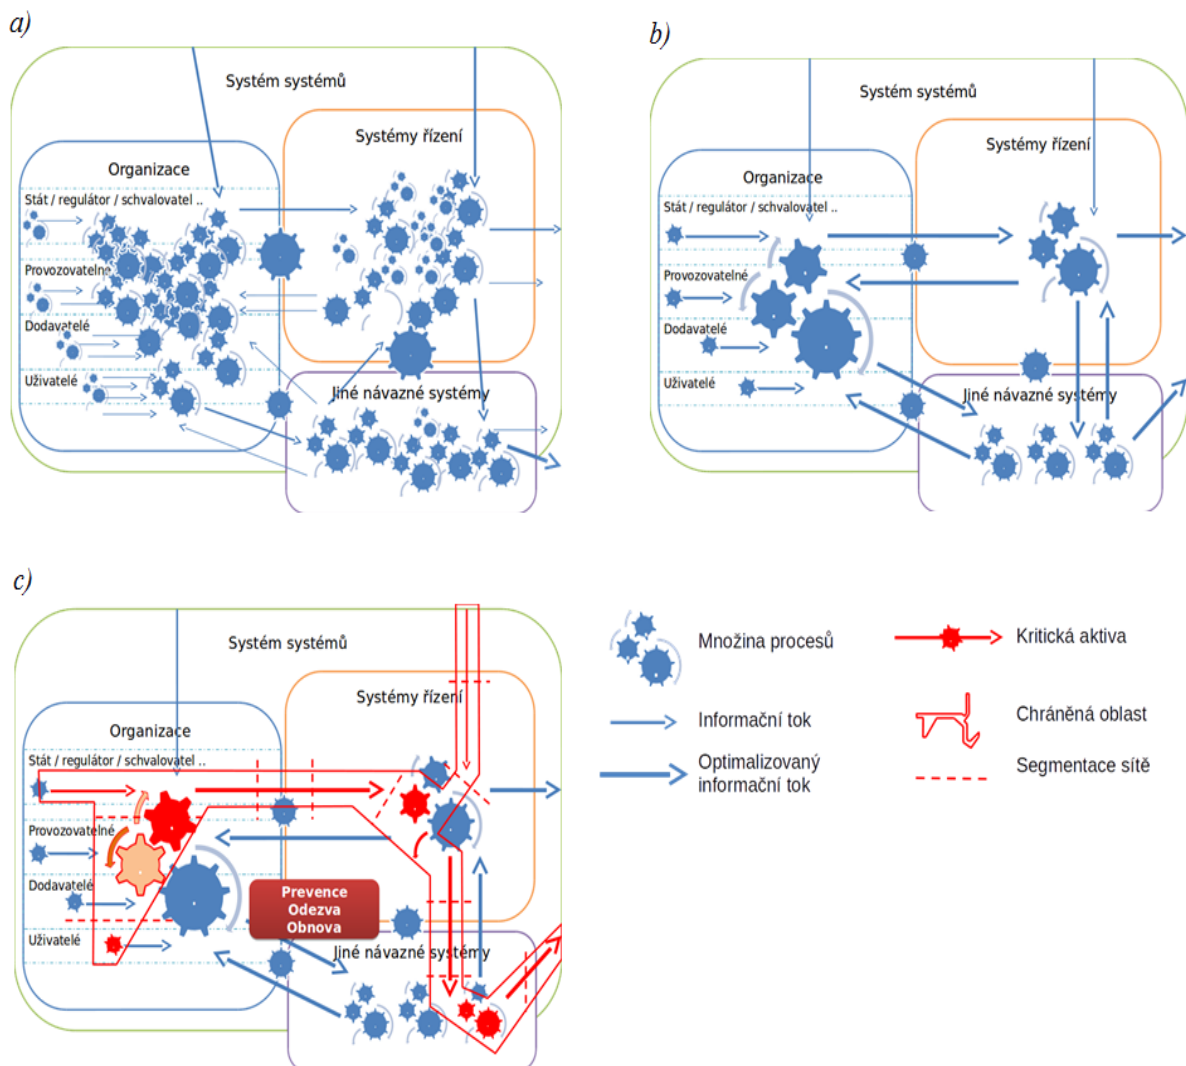 a)
Systém systémů
Systémy řízení
Organizace
Stát / regulátor / schvalovatel ..
Provozovatelné
Dodavatelé
Uživatelé
Jiné návazné systémy
b)
Systém systémů
Systémy řízení
Organizace
Stát / regulátor / schvalovatel ..
Provozovatelné
Dodavatelé
Uživatelé
Jiné návazné systémy
c)
Systém systémů
Systémy řízení
Organizace
Stát / regulátor / schvalovatel ..
Provozovatelné
Dodavatelé
Uživatelé
Prevence
Odezva
Obnova
Jiné návazné systémy
Množina procesů
Informační tok
Optimalizovaný
informační tok
Kritická aktiva
Chráněná oblast
Segmentace sítě